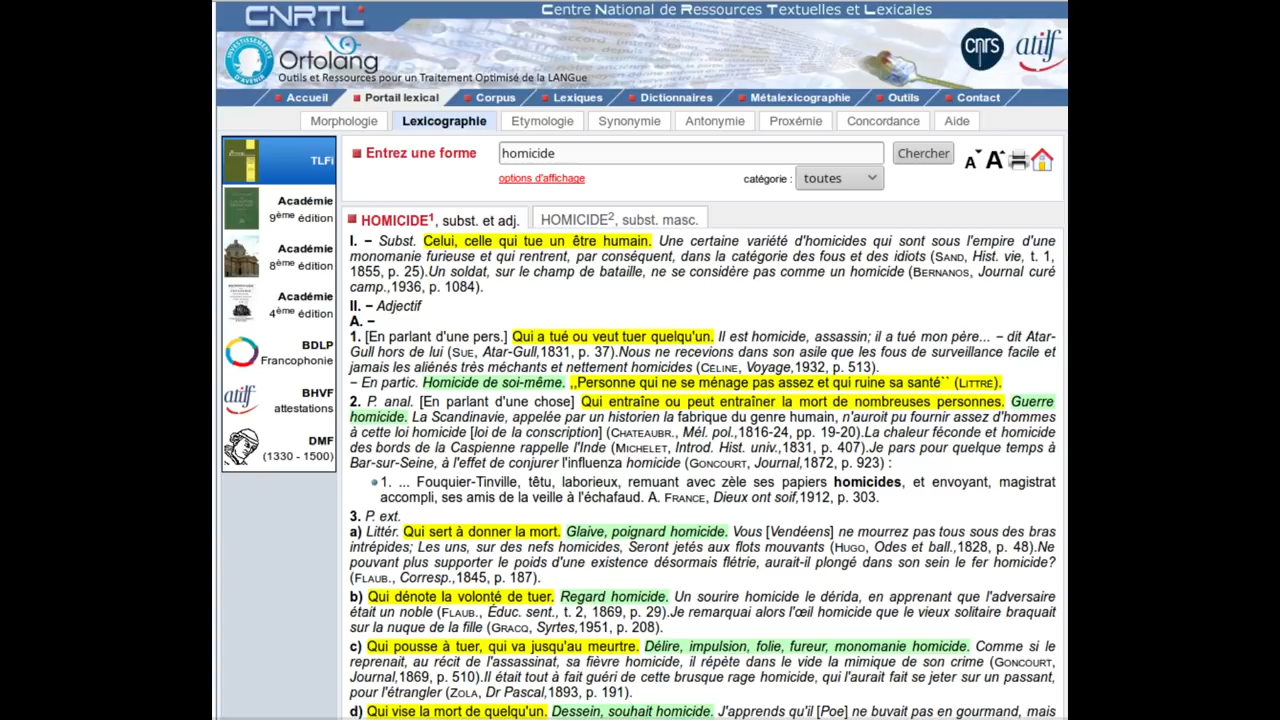 CNRTL
Centre National de Ressources Textuelles et Lexicales
INVESTISSEMENTS D'AVENIR
Ortolang
Outils et Ressources pour un Traitement Optimisé de la LANGue
cnrs
atilf
Accueil
Portail lexical
Corpus
Lexiques
Dictionnaires
Métalexicographie
Outils
Contact
Morphologie
Lexicographie
Etymologie
Synonymie
Antonymie
Proxémie
Concordance
Aide
TLFi
Académie
9ème édition
Académie
8ème édition
Académie
4ème édition
BDLP
Francophonie
atilf
BHVF
attestations
DMF
(1330 - 1500)
Entrez une forme
homicide
Chercher
A
A
options d'affichage
catégorie :
toutes
HOMICIDE1, subst. et adj.
HOMICIDE2, subst. masc.
I. − Subst. Celui, celle qui tue un être humain. Une certaine variété d'homicides qui sont sous l'empire d'une
monomanie furieuse et qui rentrent, par conséquent, dans la catégorie des fous et des idiots (SAND, Hist. vie, t. 1,
1855, p. 25).Un soldat, sur le champ de bataille, ne se considère pas comme un homicide (BERNANOS, Journal curé
camp.,1936, p. 1084).
II. − Adjectif
A. −
1. [En parlant d'une pers.] Qui a tué ou veut tuer quelqu'un. Il est homicide, assassin; il a tué mon père... − dit Atar-
Gull hors de lui (SUE, Atar-Gull,1831, p. 37).Nous ne recevions dans son asile que les fous de surveillance facile et
jamais les aliénés très méchants et nettement homicides (CÉLINE, Voyage,1932, p. 513).
− En partic. Homicide de soi-même. ,,Personne qui ne se ménage pas assez et qui ruine sa santé`` (LITTRÉ).
2. P. anal. [En parlant d'une chose] Qui entraîne ou peut entraîner la mort de nombreuses personnes. Guerre
homicide. La Scandinavie, appelée par un historien la fabrique du genre humain, n'auroit pu fournir assez d'hommes
à cette loi homicide [loi de la conscription] (CHATEAUBR., Mél. pol.,1816-24, pp. 19-20).La chaleur féconde et homicide
des bords de la Caspienne rappelle l'Inde (MICHELET, Introd. Hist. univ.,1831, p. 407).Je pars pour quelque temps à
Bar-sur-Seine, à l'effet de conjurer l'influenza homicide (GONCOURT, Journal,1872, p. 923) :
1. ... Fouquier-Tinville, têtu, laborieux, remuant avec zèle ses papiers homicides, et envoyant, magistrat
accompli, ses amis de la veille à l'échafaud. A. FRANCE, Dieux ont soif,1912, p. 303.
3. P. ext.
a) Littér. Qui sert à donner la mort. Glaive, poignard homicide. Vous [Vendéens] ne mourrez pas tous sous des bras
intrépides; Les uns, sur des nefs homicides, Seront jetés aux flots mouvants (HUGO, Odes et ball.,1828, p. 48).Ne
pouvant plus supporter le poids d'une existence désormais flétrie, aurait-il plongé dans son sein le fer homicide?
(FLAUB., Corresp.,1845, p. 187).
b) Qui dénote la volonté de tuer. Regard homicide. Un sourire homicide le dérida, en apprenant que l'adversaire
était un noble (FLAUB., Éduc. sent., t. 2, 1869, p. 29).Je remarquai alors l'œil homicide que le vieux solitaire braquait
sur la nuque de la fille (GRACQ, Syrtes,1951, p. 208).
c) Qui pousse à tuer, qui va jusqu'au meurtre. Délire, impulsion, folie, fureur, monomanie homicide. Comme si le
reprenait, au récit de l'assassinat, sa fièvre homicide, il répète dans le vide la mimique de son crime (GONCOURT,
Journal,1869, p. 510).Il était tout à fait guéri de cette brusque rage homicide, qui l'aurait fait se jeter sur un passant,
pour l'étrangler (ZOLA, Dr Pascal,1893, p. 191).
d) Qui vise la mort de quelqu'un. Dessein, souhait homicide. J'apprends qu'il [Poe] ne buvait pas en gourmand, mais